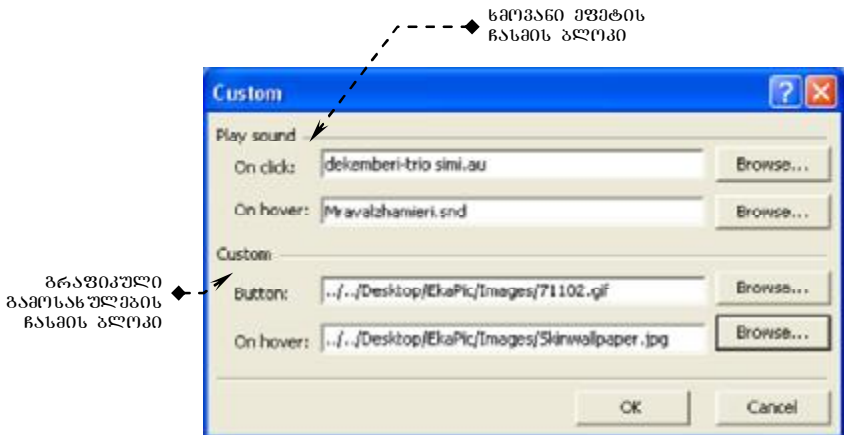 ხმოვანი ეფეტის
ჩასმის ბლოკი
Custom
Play sound
On click: dekemberi-trio simi.au Browse...
On hover: Mravalzhamieri.snd Browse...
Custom
გრაფიკული
გამოსახულების
ჩასმის ბლოკი
Button: ../../Desktop/EkaPic/Images/71102.gif Browse...
On hover: ../../Desktop/EkaPic/Images/Skinwallpaper.jpg Browse...
OK Cancel